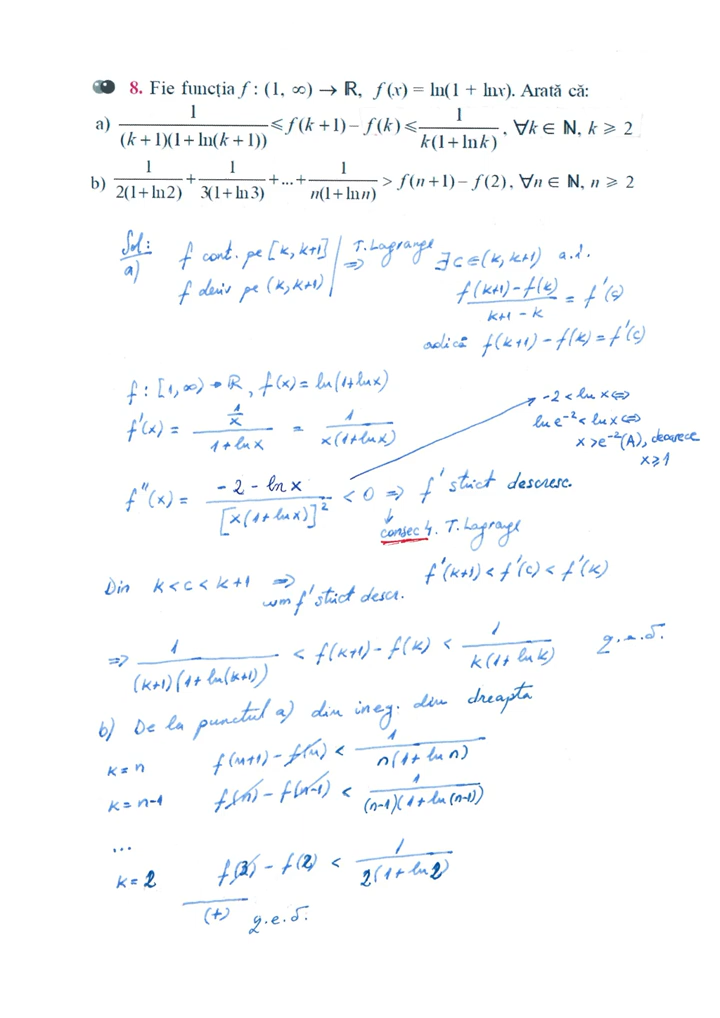 8. Fie funcția f : (1, ∞) → ℝ, f(x) = ln(1 + lnx). Arată că:
a) 1/((k+1)(1+ln(k+1))) ⩽ f(k+1) − f(k) ⩽ 1/(k(1+lnk)), ∀k ∈ ℕ, k ⩾ 2
b) 1/(2(1+ln2)) + 1/(3(1+ln3)) + ... + 1/(n(1+lnn)) > f(n+1) − f(2), ∀n ∈ ℕ, n ⩾ 2
Sol:
a) f cont. pe [k, k+1] | T. Lagrange ⇒ ∃ c ∈ (k, k+1) a.î.
f deriv pe (k, k+1) | (f(k+1) − f(k))/(k+1 − k) = f'(c)
adică f(k+1) − f(k) = f'(c)
f : [1, ∞) → ℝ, f(x) = ln(1+lnx)
f'(x) = (1/x)/(1+ln x) = 1/(x(1+lnx))
→ −2 < ln x ⇔
ln e⁻² < ln x ⇔
x > e⁻² (A), deoarece
x ⩾ 1
f''(x) = (−2 − ln x)/[x(1+lnx)]² < 0 ⇒ f' strict descresc.
↓
consec 4. T. Lagrange
Din k < c < k+1 ⇒ f'(k+1) < f'(c) < f'(k)
um f' strict descr.
⇒ 1/((k+1)(1+ln(k+1))) < f(k+1) − f(k) < 1/(k(1+ln k)) q.e.d.
b) De la punctul a) din ineg. din dreapta
k = n f(n+1) − f(n) < 1/(n(1+ln n))
k = n−1 f(n) − f(n−1) < 1/((n−1)(1+ln(n−1)))
...
k = 2 f(3) − f(2) < 1/(2(1+ln 2))
(+) q.e.d.